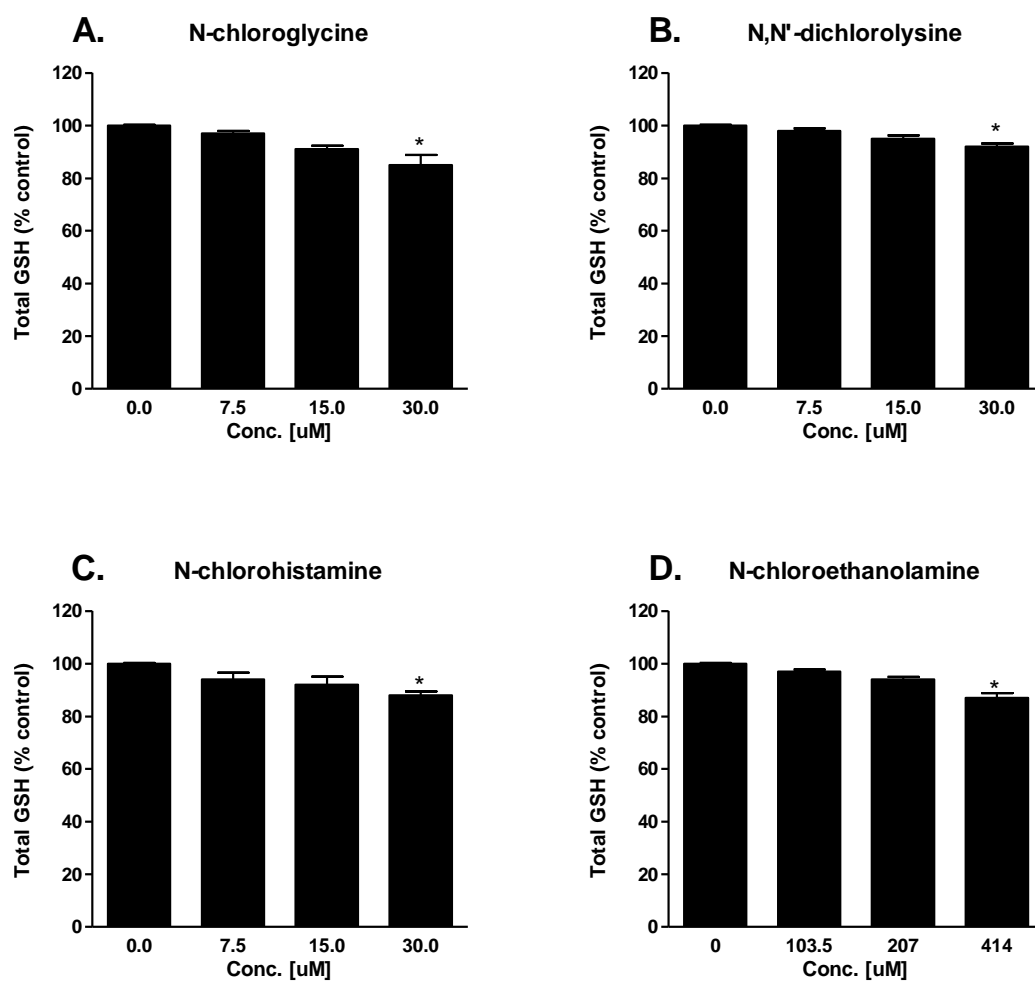 A. N-chloroglycine
Total GSH (% control)
120
100
80
60
40
20
0
*
0.0 7.5 15.0 30.0
Conc. [uM]
B. N,N'-dichlorolysine
Total GSH (% control)
120
100
80
60
40
20
0
*
0.0 7.5 15.0 30.0
Conc. [uM]
C. N-chlorohistamine
Total GSH (% control)
120
100
80
60
40
20
0
*
0.0 7.5 15.0 30.0
Conc. [uM]
D. N-chloroethanolamine
Total GSH (% control)
120
100
80
60
40
20
0
*
0 103.5 207 414
Conc. [uM]